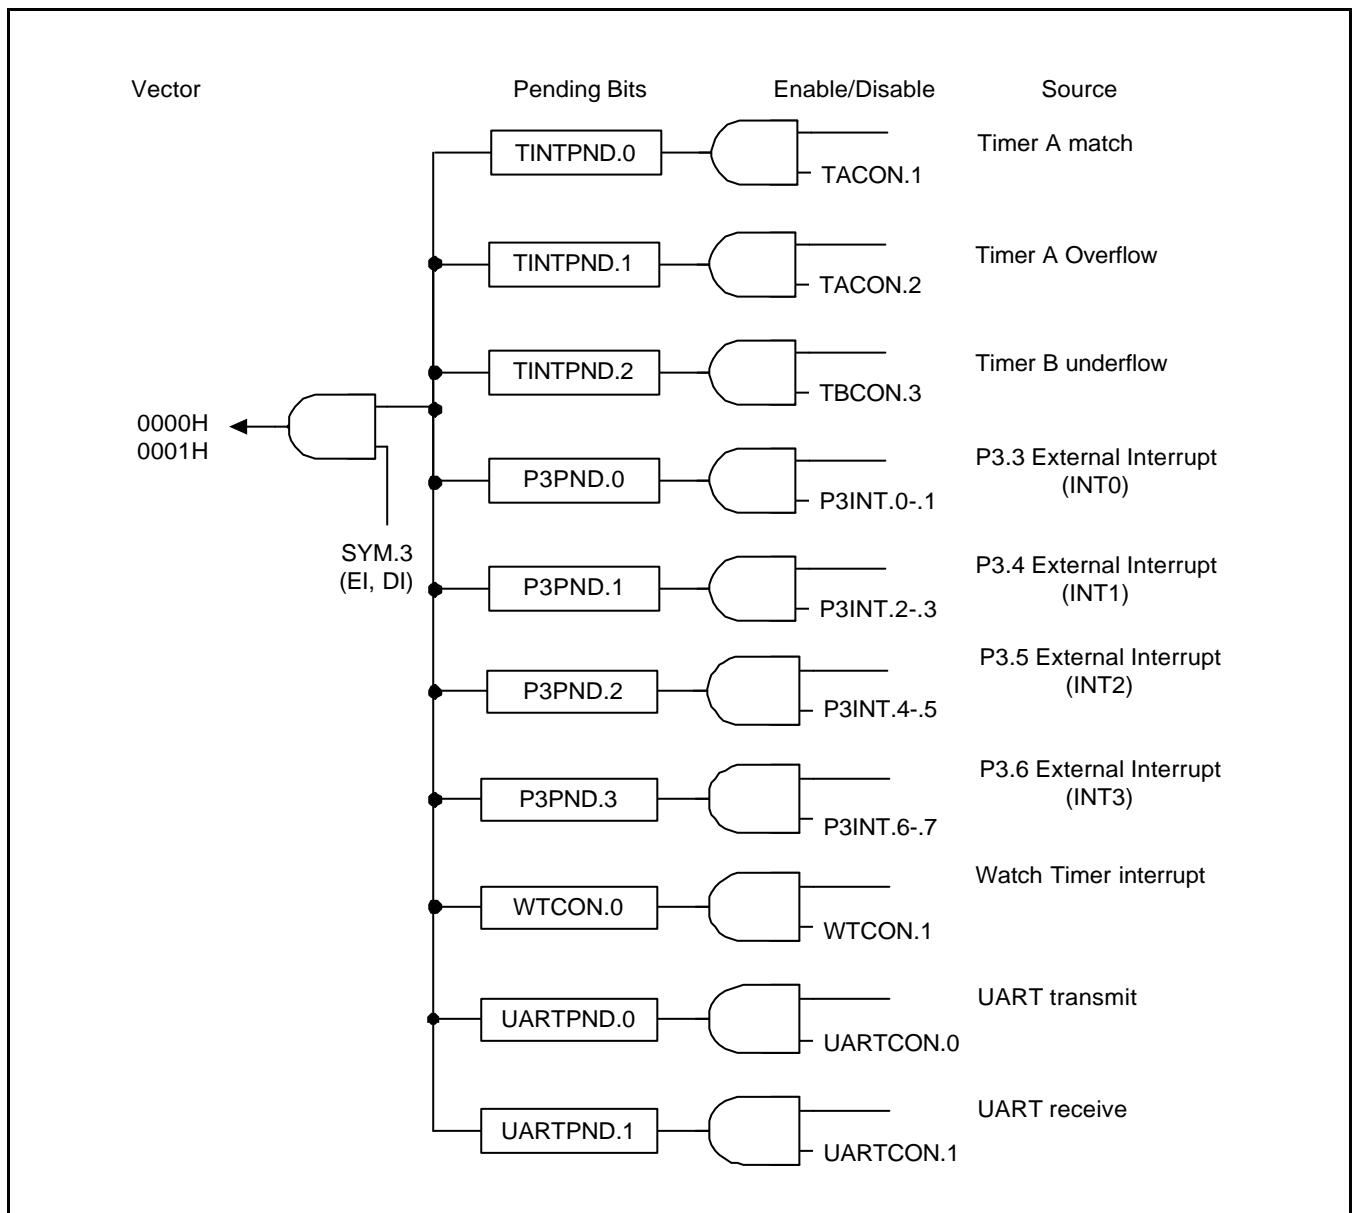 Vector Pending Bits Enable/Disable Source
TINTPND.0 Timer A match
TACON.1
TINTPND.1 Timer A Overflow
TACON.2
TINTPND.2 Timer B underflow
TBCON.3
0000H
0001H
P3PND.0 P3.3 External Interrupt
(INT0)
P3INT.0-.1
SYM.3
(EI, DI)
P3PND.1 P3.4 External Interrupt
(INT1)
P3INT.2-.3
P3PND.2 P3.5 External Interrupt
(INT2)
P3INT.4-.5
P3PND.3 P3.6 External Interrupt
(INT3)
P3INT.6-.7
WTCON.0 Watch Timer interrupt
WTCON.1
UARTPND.0 UART transmit
UARTCON.0
UARTPND.1 UART receive
UARTCON.1